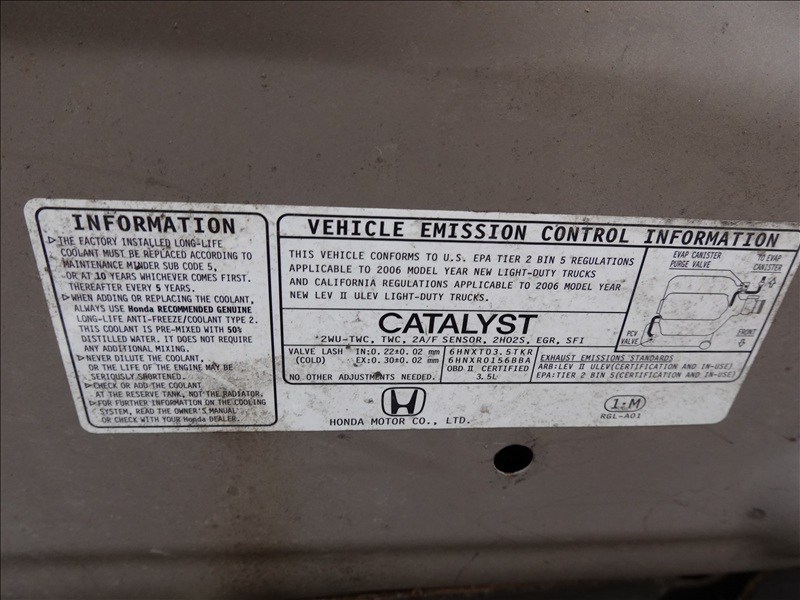 INFORMATION
▷THE FACTORY INSTALLED LONG-LIFE
COOLANT MUST BE REPLACED ACCORDING TO
MAINTENANCE MINDER SUB CODE 5,
OR AT 10 YEARS WHICHEVER COMES FIRST.
THEREAFTER EVERY 5 YEARS.
▷WHEN ADDING OR REPLACING THE COOLANT,
ALWAYS USE Honda RECOMMENDED GENUINE
LONG-LIFE ANTI-FREEZE/COOLANT TYPE 2.
THIS COOLANT IS PRE-MIXED WITH 50%
DISTILLED WATER. IT DOES NOT REQUIRE
ANY ADDITIONAL MIXING.
▷NEVER DILUTE THE COOLANT,
OR THE LIFE OF THE ENGINE MAY BE
SERIOUSLY SHORTENED.
▷CHECK OR ADD THE COOLANT
AT THE RESERVE TANK, NOT THE RADIATOR.
▷FOR FURTHER INFORMATION ON THE COOLING
SYSTEM, READ THE OWNER'S MANUAL
OR CHECK WITH YOUR Honda DEALER.
VEHICLE EMISSION CONTROL INFORMATION
THIS VEHICLE CONFORMS TO U.S. EPA TIER 2 BIN 5 REGULATIONS
APPLICABLE TO 2006 MODEL YEAR NEW LIGHT-DUTY TRUCKS
AND CALIFORNIA REGULATIONS APPLICABLE TO 2006 MODEL YEAR
NEW LEV II ULEV LIGHT-DUTY TRUCKS.
CATALYST
2WU-TWC, TWC, 2A/F SENSOR, 2HO2S, EGR, SFI
VALVE LASH IN:0.22±0.02 mm
(COLD) EX:0.30±0.02 mm
NO OTHER ADJUSTMENTS NEEDED.
6HNXT03.5TKR
6HNXR0156BBA
OBD II CERTIFIED
3.5L
EXHAUST EMISSIONS STANDARDS
ARB:LEV II ULEV(CERTIFICATION AND IN-USE)
EPA:TIER 2 BIN 5(CERTIFICATION AND IN-USE)
EVAP CANISTER
PURGE VALVE
TO EVAP
CANISTER
PCV
VALVE
FRONT
HONDA MOTOR CO., LTD.
1:M
RGL-A01